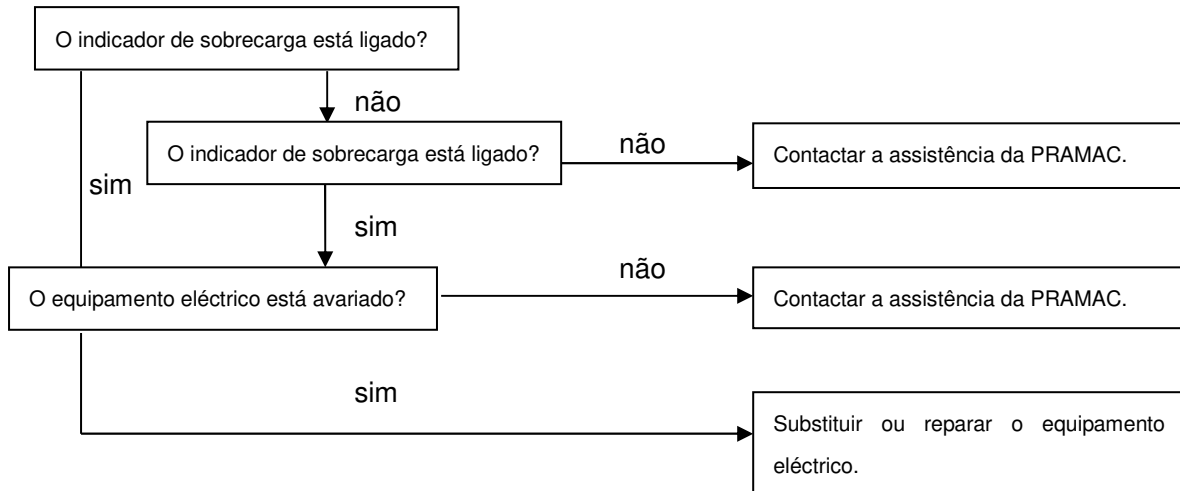 O indicador de sobrecarga está ligado?
não
O indicador de sobrecarga está ligado?
não
Contactar a assistência da PRAMAC.
sim
sim
O equipamento eléctrico está avariado?
não
Contactar a assistência da PRAMAC.
sim
Substituir ou reparar o equipamento
eléctrico.